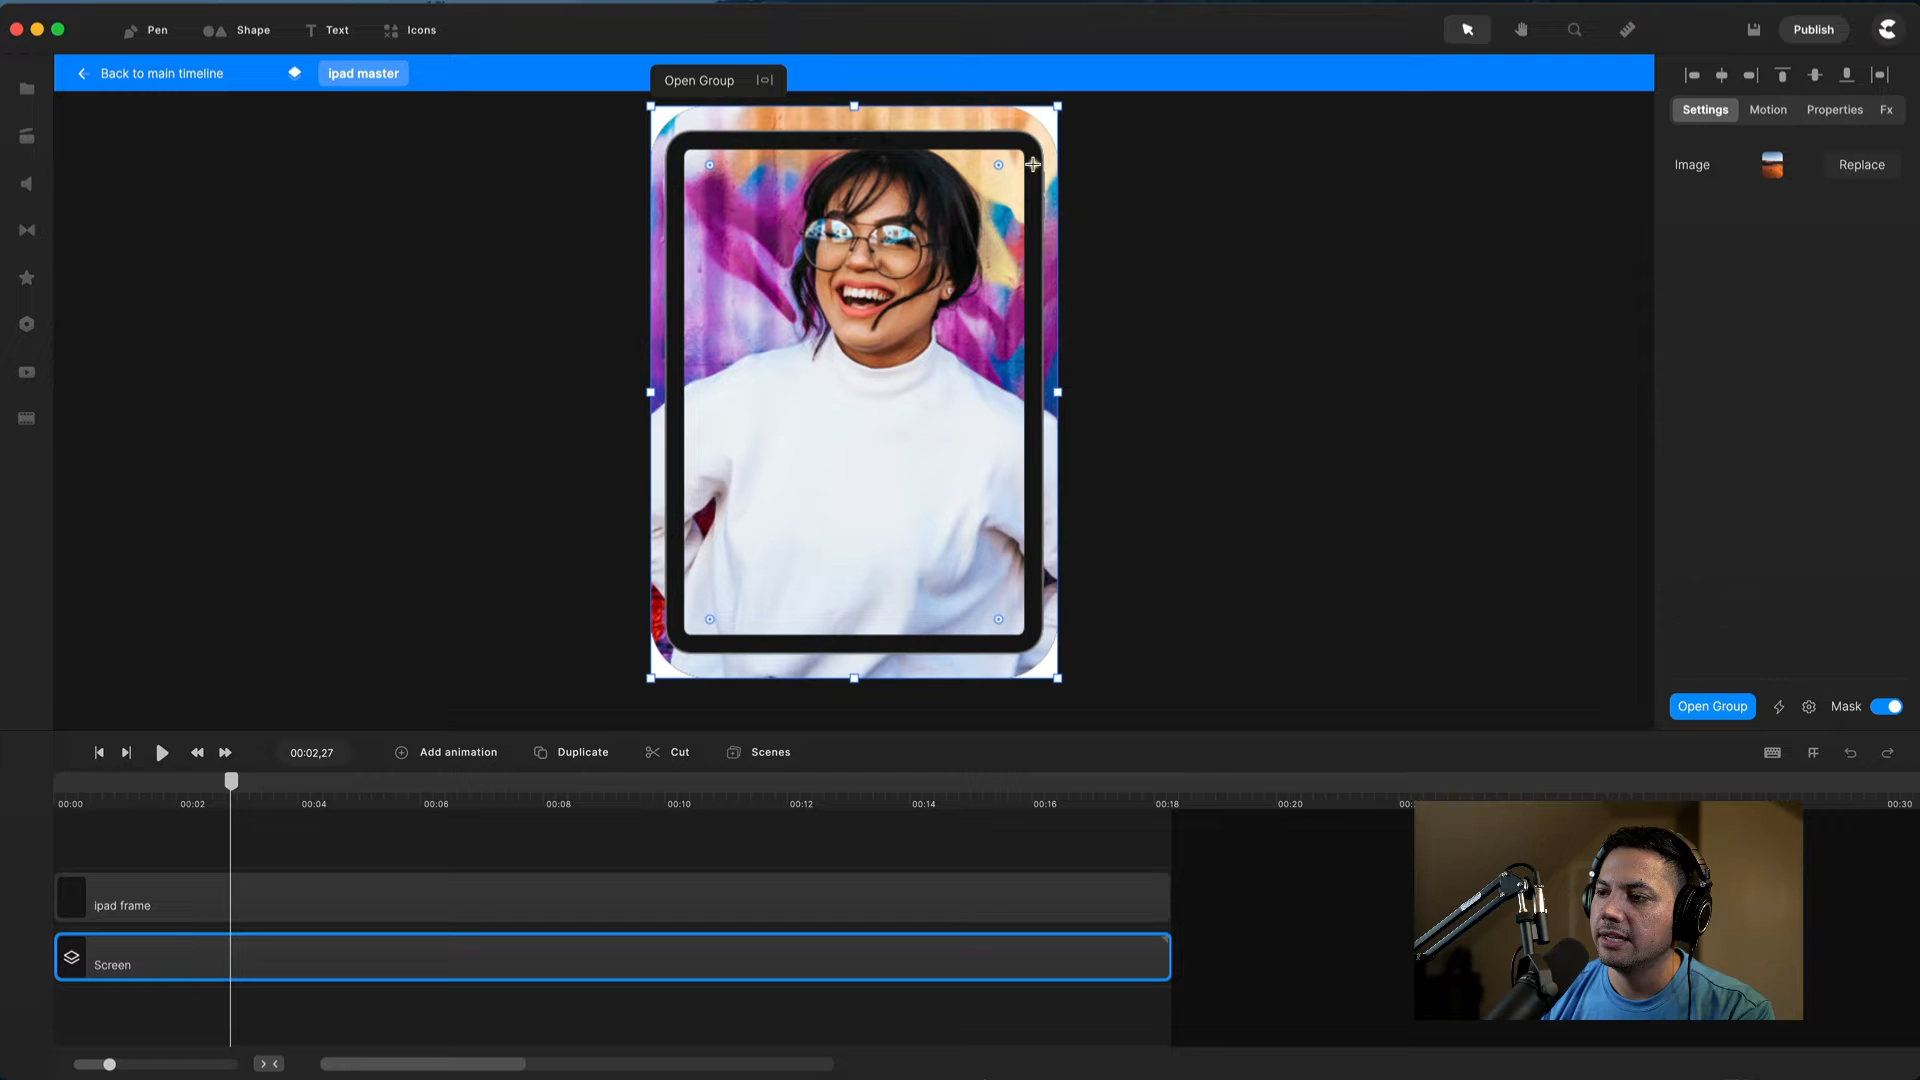 Pen
Shape
Text
Icons
Publish
Back to main timeline
ipad master
Open Group
Settings
Motion
Properties
Fx
Image
Replace
Open Group
Mask
00:02,27
Add animation
Duplicate
Cut
Scenes
00:00
00:02
00:04
00:06
00:08
00:10
00:12
00:14
00:16
00:18
00:20
00:30
ipad frame
Screen